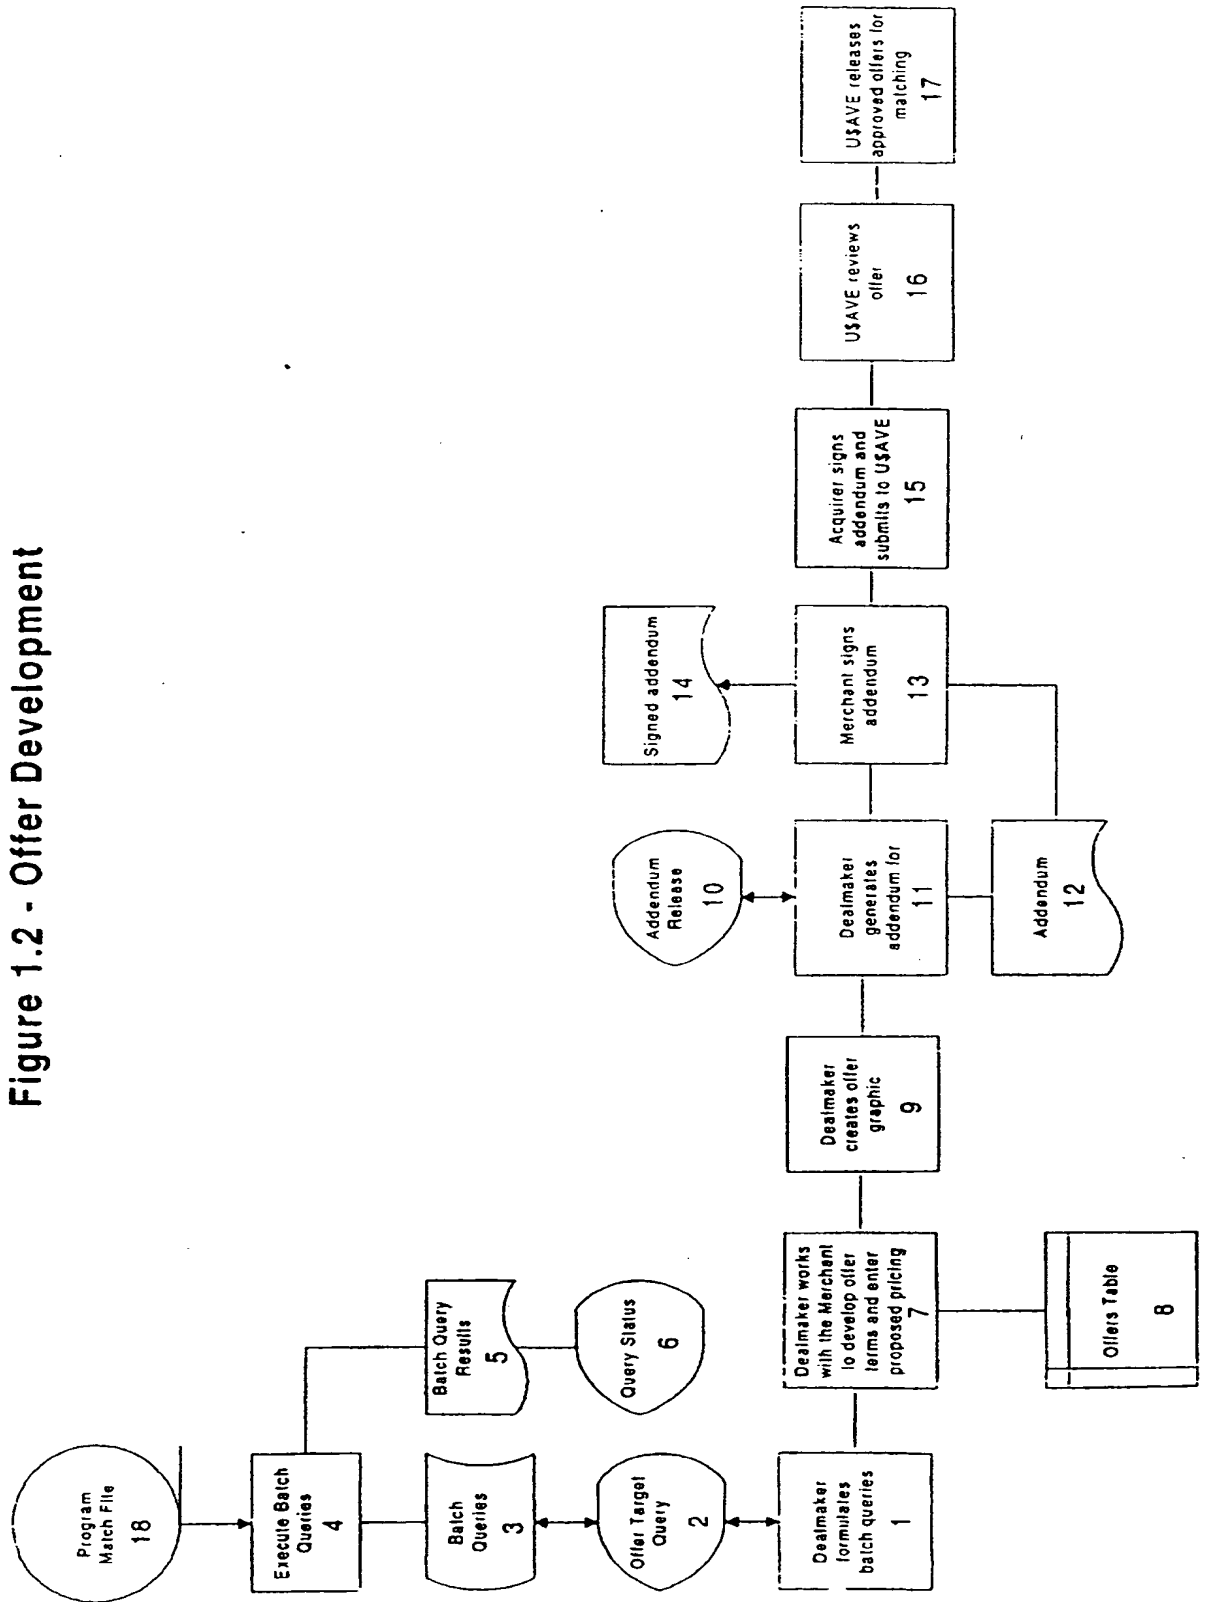 Figure 1.2 - Offer Development
Program
Match File
18
Execute Batch
Queries
4
Batch
Queries
3
Offer Target
Query
2
Dealmaker
formulates
batch queries
1
Batch Query
Results
5
Query Status
6
Dealmaker works
with the Merchant
to develop offer
terms and enter
proposed pricing
7
Offers Table
8
Dealmaker
creates offer
graphic
9
Addendum
Release
10
Dealmaker
generates
addendum for
11
Addendum
12
Signed addendum
14
Merchant signs
addendum
13
Acquirer signs
addendum and
submits to U$AVE
15
U$AVE reviews
offer
16
U$AVE releases
approved offers for
matching
17